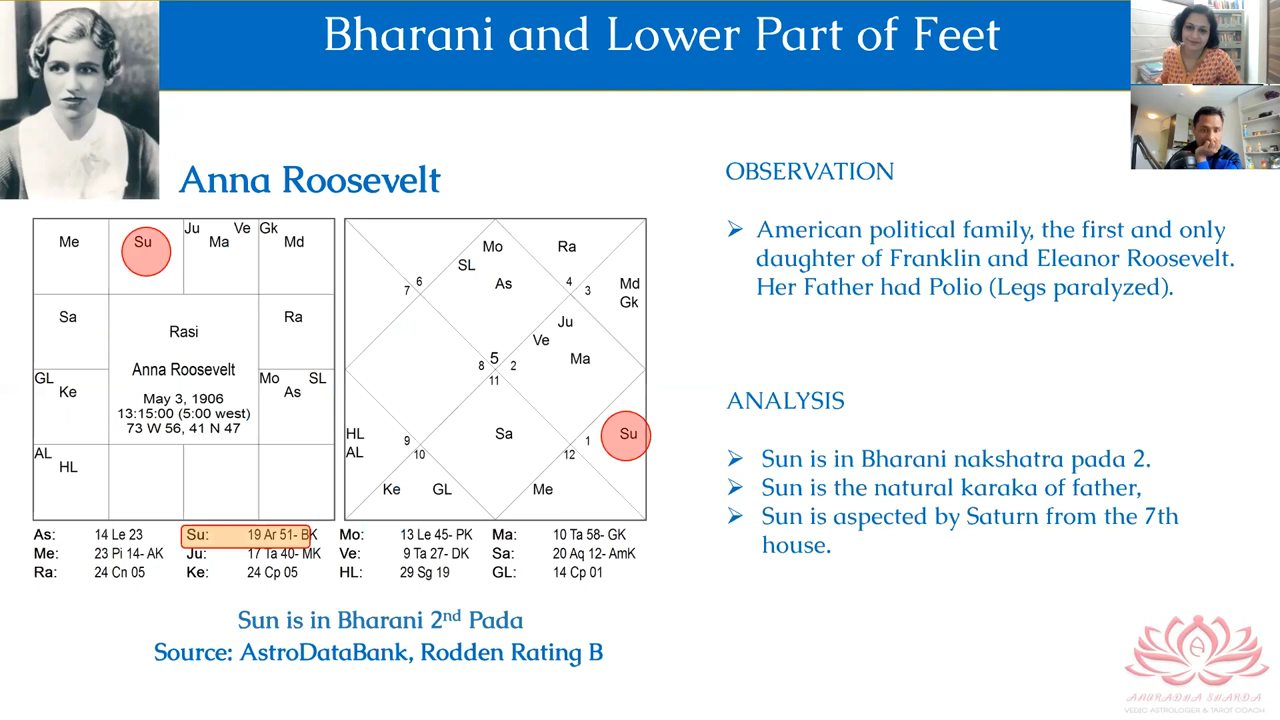 Bharani and Lower Part of Feet
Anna Roosevelt
Me
Su
Ju Ve
Ma
Gk
Md
Sa
Ra
Rasi
Anna Roosevelt
May 3, 1906
13:15:00 (5:00 west)
73 W 56, 41 N 47
GL
Ke
Mo SL
As
AL
HL
Mo
SL
As
Ra
6
7
4
3
Md
Gk
Ju
Ve
Ma
5
8
2
11
HL
AL
9
10
Sa
1
12
Su
Ke GL
Me
As: 14 Le 23 Su: 19 Ar 51- BK Mo: 13 Le 45- PK Ma: 10 Ta 58- GK
Me: 23 Pi 14- AK Ju: 17 Ta 40- MK Ve: 9 Ta 27- DK Sa: 20 Aq 12- AmK
Ra: 24 Cn 05 Ke: 24 Cp 05 HL: 29 Sg 19 GL: 14 Cp 01
Sun is in Bharani 2nd Pada
Source: AstroDataBank, Rodden Rating B
OBSERVATION
American political family, the first and only
daughter of Franklin and Eleanor Roosevelt.
Her Father had Polio (Legs paralyzed).
ANALYSIS
Sun is in Bharani nakshatra pada 2.
Sun is the natural karaka of father,
Sun is aspected by Saturn from the 7th
house.
ANURADHA SHARDA
VEDIC ASTROLOGER & TAROT COACH